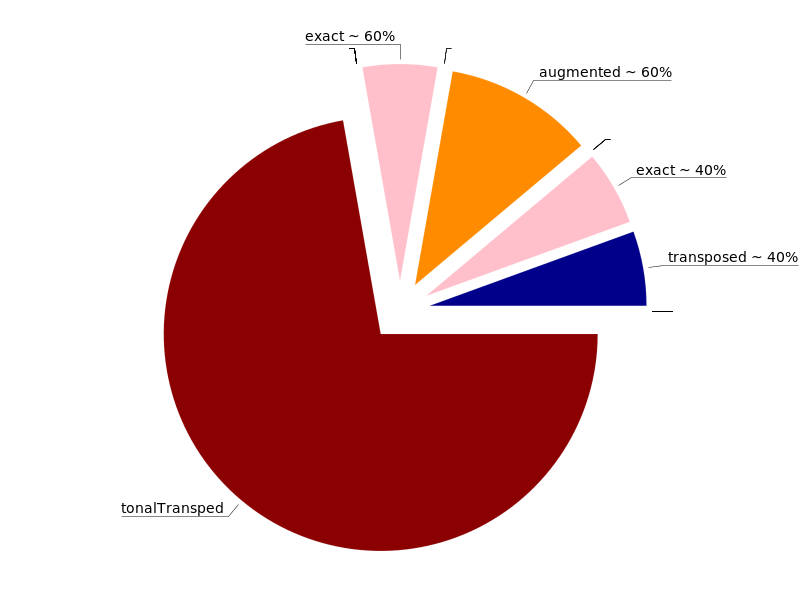 exact ~ 60%
augmented ~ 60%
exact ~ 40%
transposed ~ 40%
tonalTransped